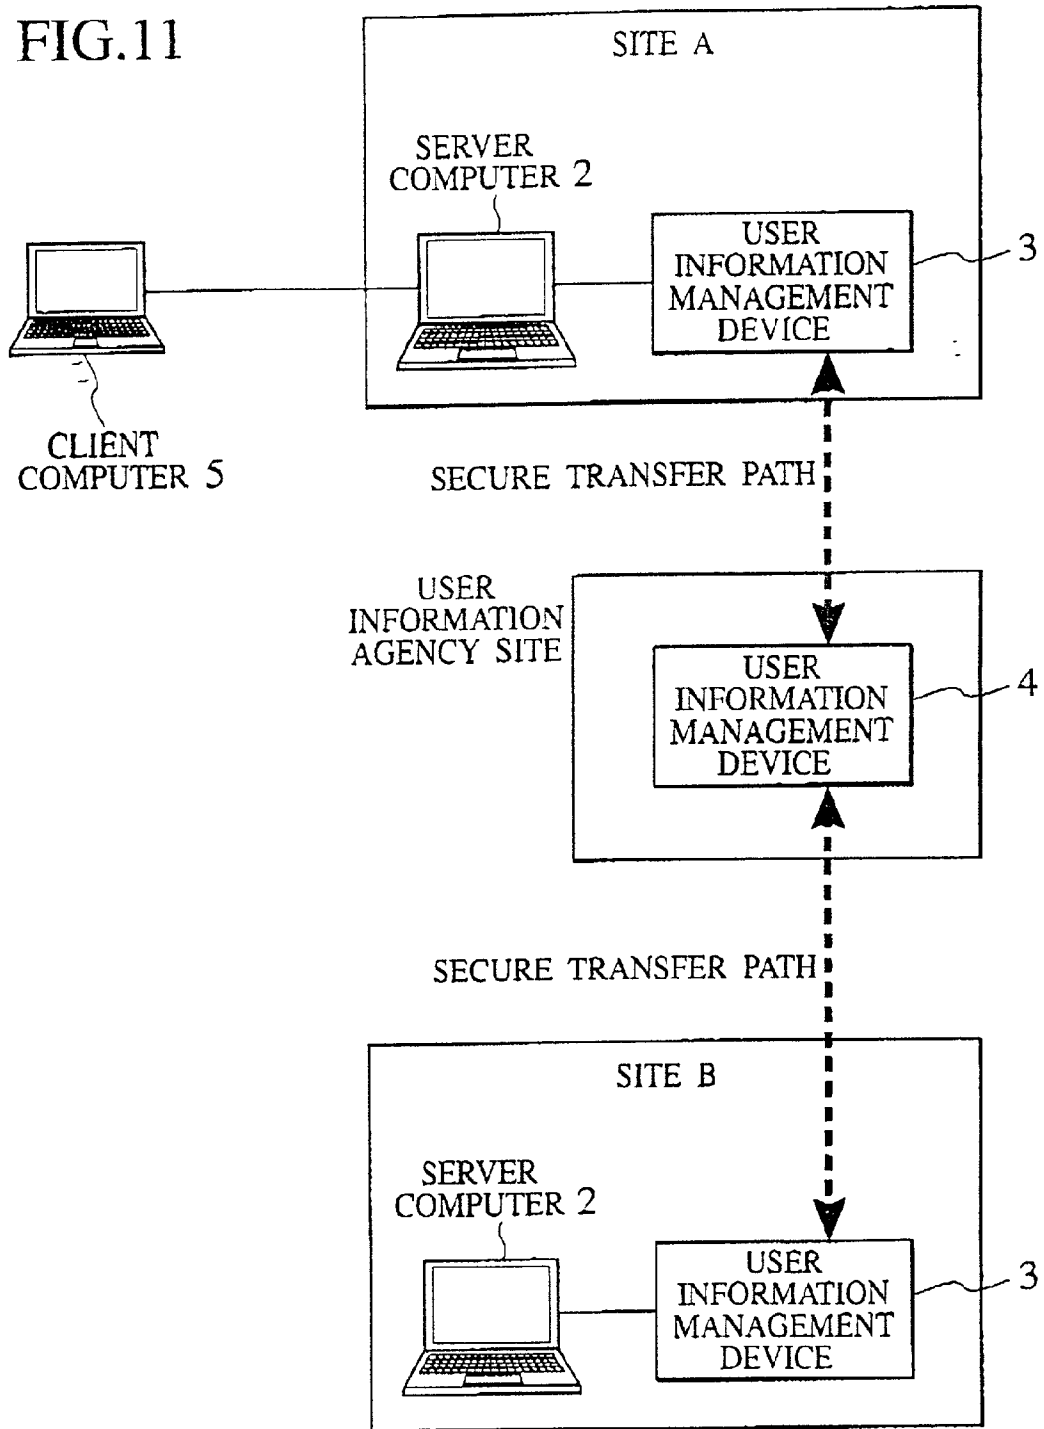 FIG.11
SITE A
SERVER
COMPUTER 2
USER
INFORMATION
MANAGEMENT
DEVICE
3
CLIENT
COMPUTER 5
SECURE TRANSFER PATH
USER
INFORMATION
AGENCY SITE
USER
INFORMATION
MANAGEMENT
DEVICE
4
SECURE TRANSFER PATH
SITE B
SERVER
COMPUTER 2
USER
INFORMATION
MANAGEMENT
DEVICE
3